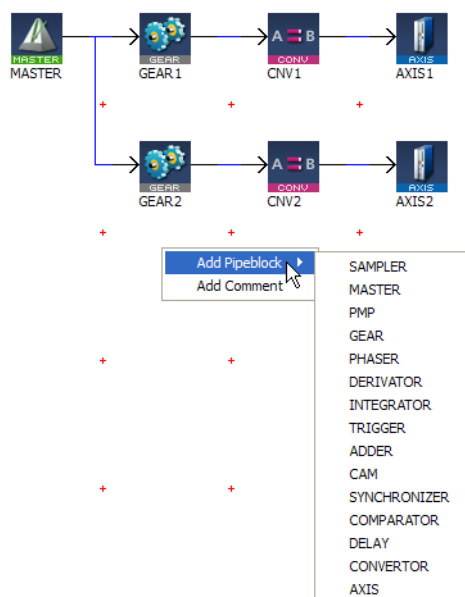 MASTER GEAR A B CONV AXIS
MASTER GEAR1 CNV1 AXIS1
GEAR A B CONV AXIS
GEAR2 CNV2 AXIS2
Add Pipeblock
Add Comment
SAMPLER
MASTER
PMP
GEAR
PHASER
DERIVATOR
INTEGRATOR
TRIGGER
ADDER
CAM
SYNCHRONIZER
COMPARATOR
DELAY
CONVERTOR
AXIS